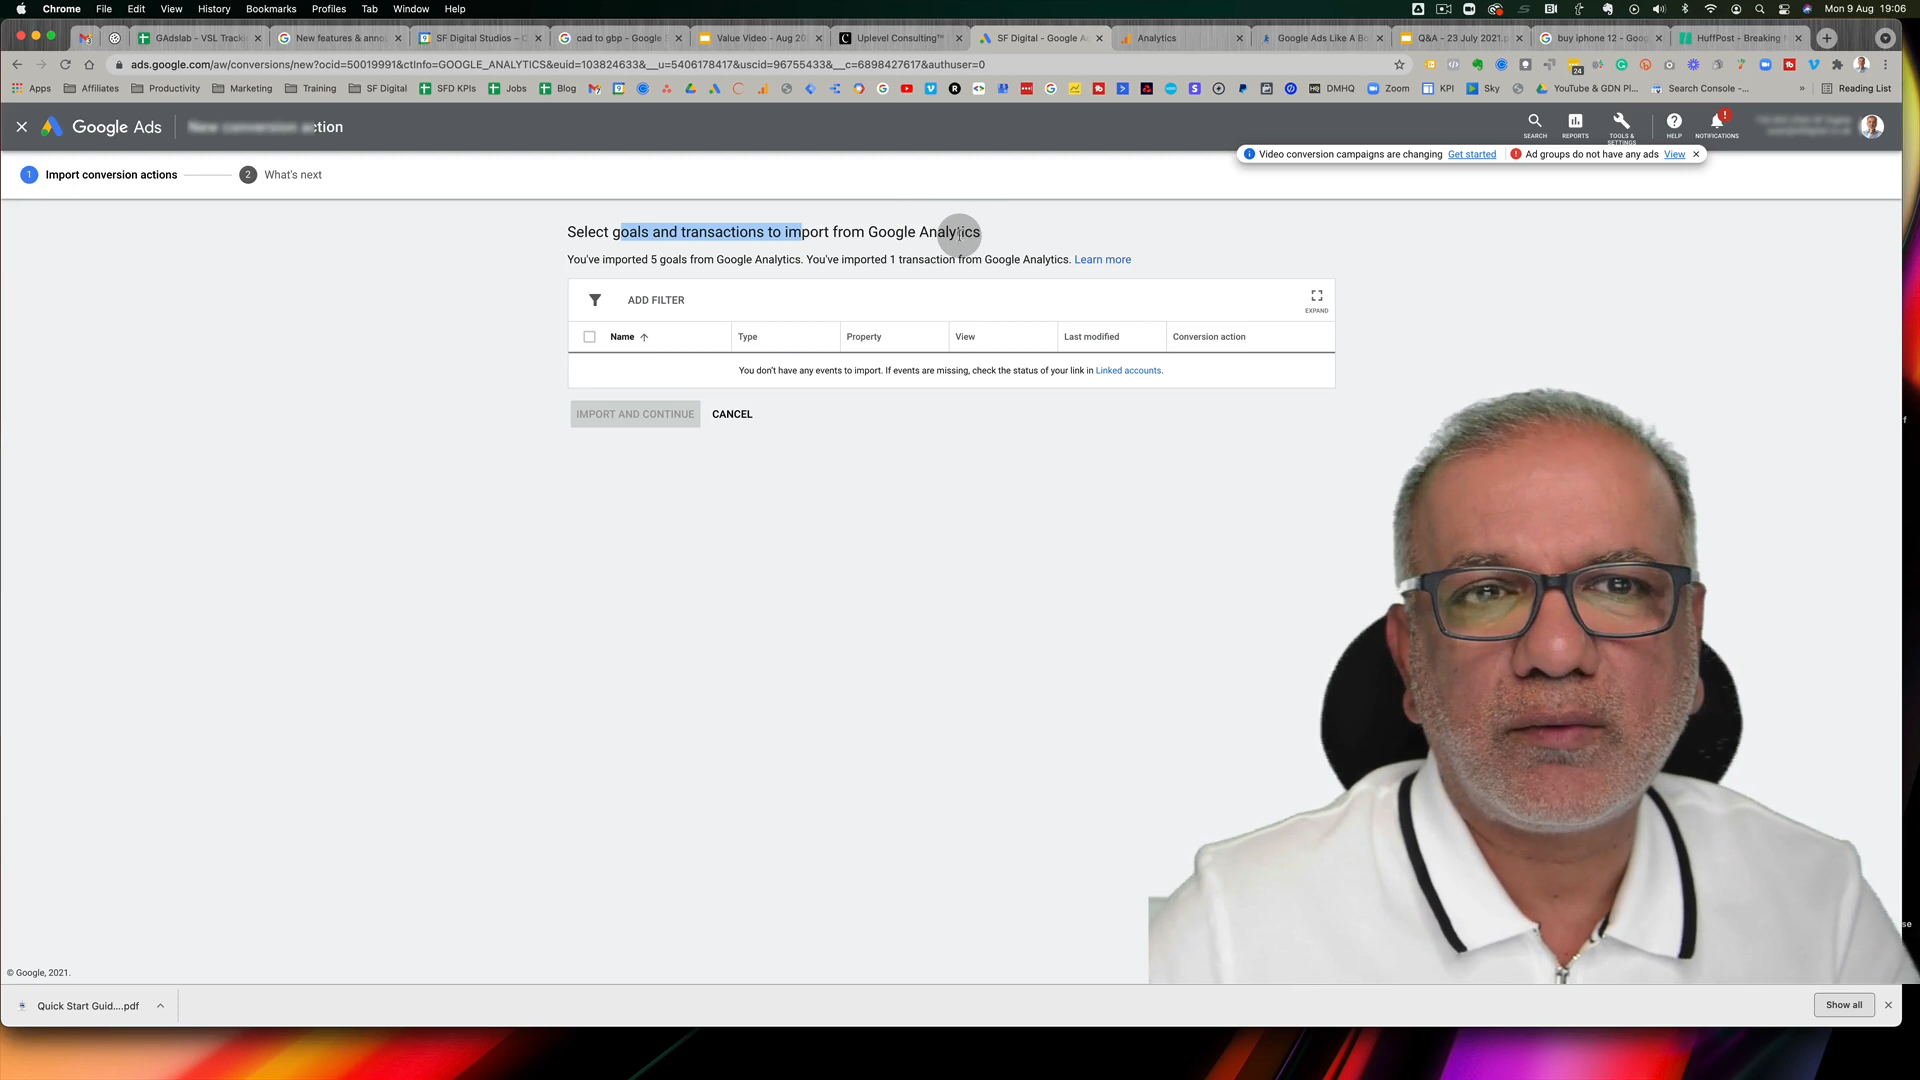 Chrome File Edit View History Bookmarks Profiles Tab Window Help Mon 9 Aug 19:06
GAdslab - VSL Tracki New features & anno SF Digital Studios – C cad to gbp - Google Value Video - Aug 20 Uplevel Consulting™ SF Digital - Google A Analytics Google Ads Like A Bo Q&A - 23 July 2021.p buy iphone 12 - Goog HuffPost - Breaking
ads.google.com/aw/conversions/new?ocid=50019991&ctInfo=GOOGLE_ANALYTICS&euid=103824633&__u=5406178417&uscid=96755433&__c=6898427617&authuser=0
24
Apps Affiliates Productivity Marketing Training SF Digital SFD KPIs Jobs Blog DMHQ Zoom KPI Sky YouTube & GDN Pl... Search Console -... » Reading List
Google Ads ction
SEARCH REPORTS TOOLS & SETTINGS HELP NOTIFICATIONS
Video conversion campaigns are changing Get started Ad groups do not have any ads View
1 Import conversion actions 2 What's next
Select goals and transactions to import from Google Analytics
You've imported 5 goals from Google Analytics. You've imported 1 transaction from Google Analytics. Learn more
ADD FILTER
EXPAND
Name Type Property View Last modified Conversion action
You don't have any events to import. If events are missing, check the status of your link in Linked accounts.
IMPORT AND CONTINUE CANCEL
© Google, 2021.
Quick Start Guid....pdf Show all